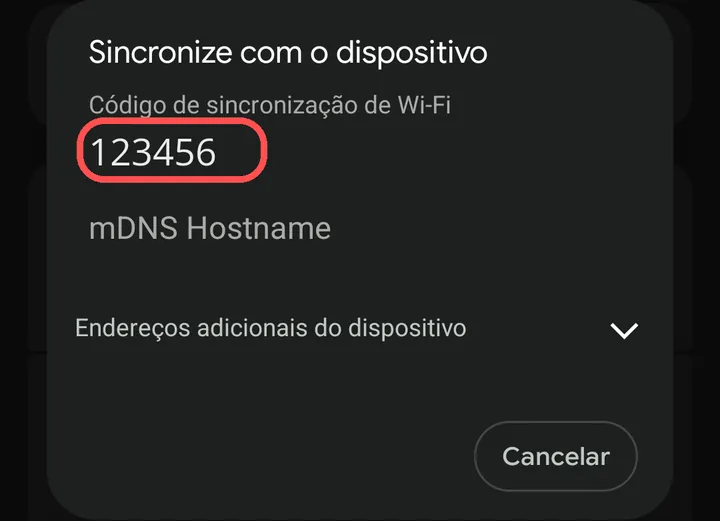 Sincronize com o dispositivo
Código de sincronização de Wi-Fi
123456
mDNS Hostname
Endereços adicionais do dispositivo
Cancelar